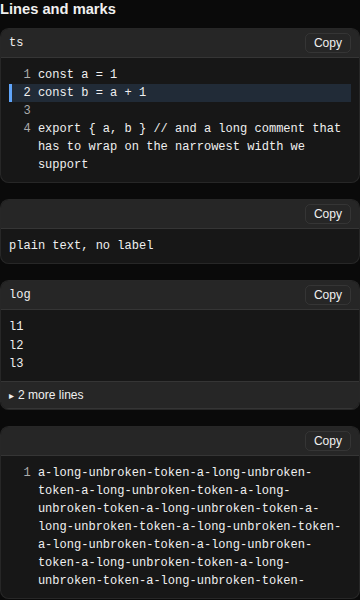 Lines and marks
ts
Copy
1 const a = 1
2 const b = a + 1
3
4 export { a, b } // and a long comment that
has to wrap on the narrowest width we
support
Copy
plain text, no label
log
Copy
l1
l2
l3
▸ 2 more lines
Copy
1 a-long-unbroken-token-a-long-unbroken-
token-a-long-unbroken-token-a-long-
unbroken-token-a-long-unbroken-token-a-
long-unbroken-token-a-long-unbroken-token-
a-long-unbroken-token-a-long-unbroken-
token-a-long-unbroken-token-a-long-
unbroken-token-a-long-unbroken-token-